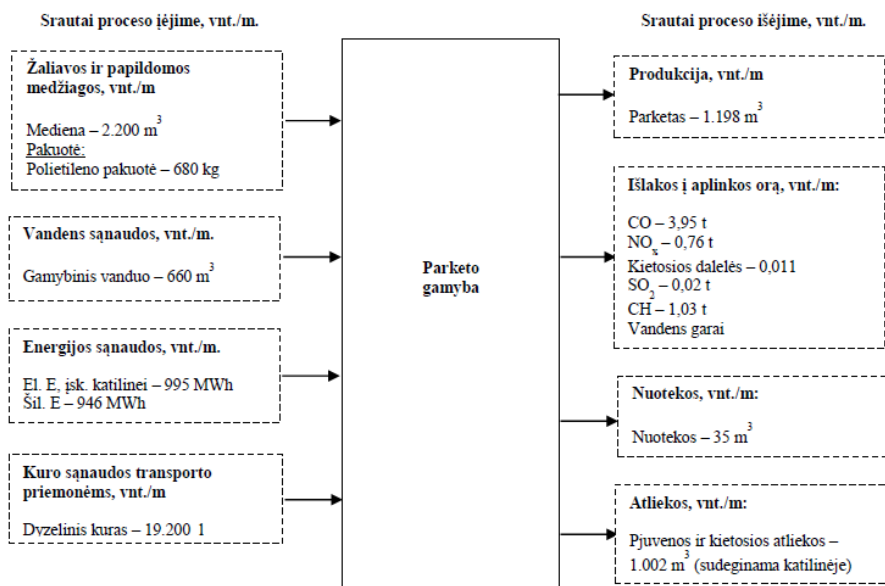 Srautai proceso įėjime, vnt./m.
Žaliavos ir papildomos
medžiagos, vnt./m
Mediena – 2.200 m³
Pakuotė:
Polietileno pakuotė – 680 kg
Vandens sąnaudos, vnt./m.
Gamybinis vanduo – 660 m³
Energijos sąnaudos, vnt./m.
El. E, įsk. katilinei – 995 MWh
Šil. E – 946 MWh
Kuro sąnaudos transporto
priemonėms, vnt./m
Dyzelinis kuras – 19.200 l
Parketo
gamyba
Srautai proceso išėjime, vnt./m.
Produkcija, vnt./m
Parketas – 1.198 m³
Išlakos į aplinkos orą, vnt./m:
CO – 3,95 t
NOₓ – 0,76 t
Kietosios dalelės – 0,011
SO₂ – 0,02 t
CH – 1,03 t
Vandens garai
Nuotekos, vnt./m:
Nuotekos – 35 m³
Atliekos, vnt./m:
Pjuvenos ir kietosios atliekos –
1.002 m³ (sudeginama katilinėje)